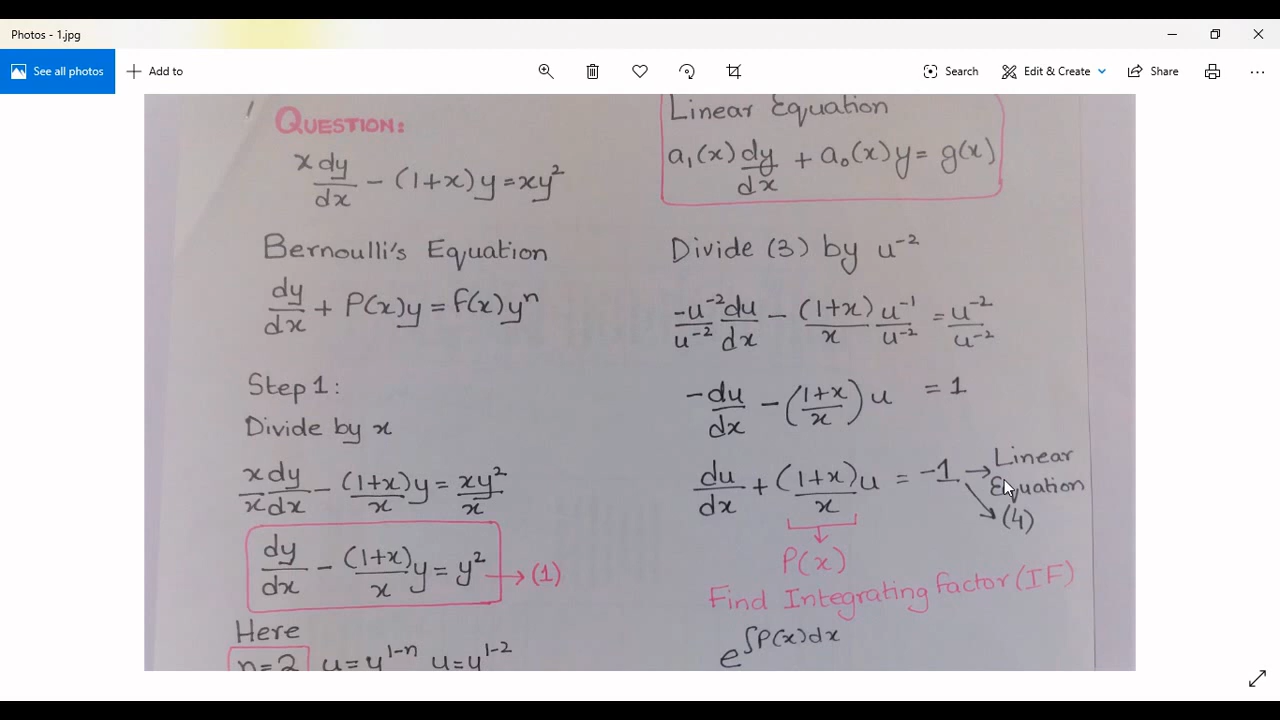 Photos - 1.jpg
See all photos
Add to
Search
Edit & Create
Share
QUESTION:
x dy/dx - (1+x)y = xy²
Bernoulli's Equation
dy/dx + P(x)y = f(x)yⁿ
Step 1:
Divide by x
x/x dy/dx - (1+x)/x y = xy²/x
dy/dx - (1+x)/x y = y² → (1)
Here
n=2 u=y^(1-n) u=y^(1-2)
Linear Equation
a₁(x) dy/dx + a₀(x)y = g(x)
Divide (3) by u⁻²
-u⁻²/u⁻² du/dx - (1+x)/x u⁻¹/u⁻² = u⁻²/u⁻²
-du/dx - ((1+x)/x) u = 1
du/dx + (1+x)/x u = -1 → Linear
Equation
(4)
P(x)
Find Integrating factor (IF)
e^∫P(x)dx